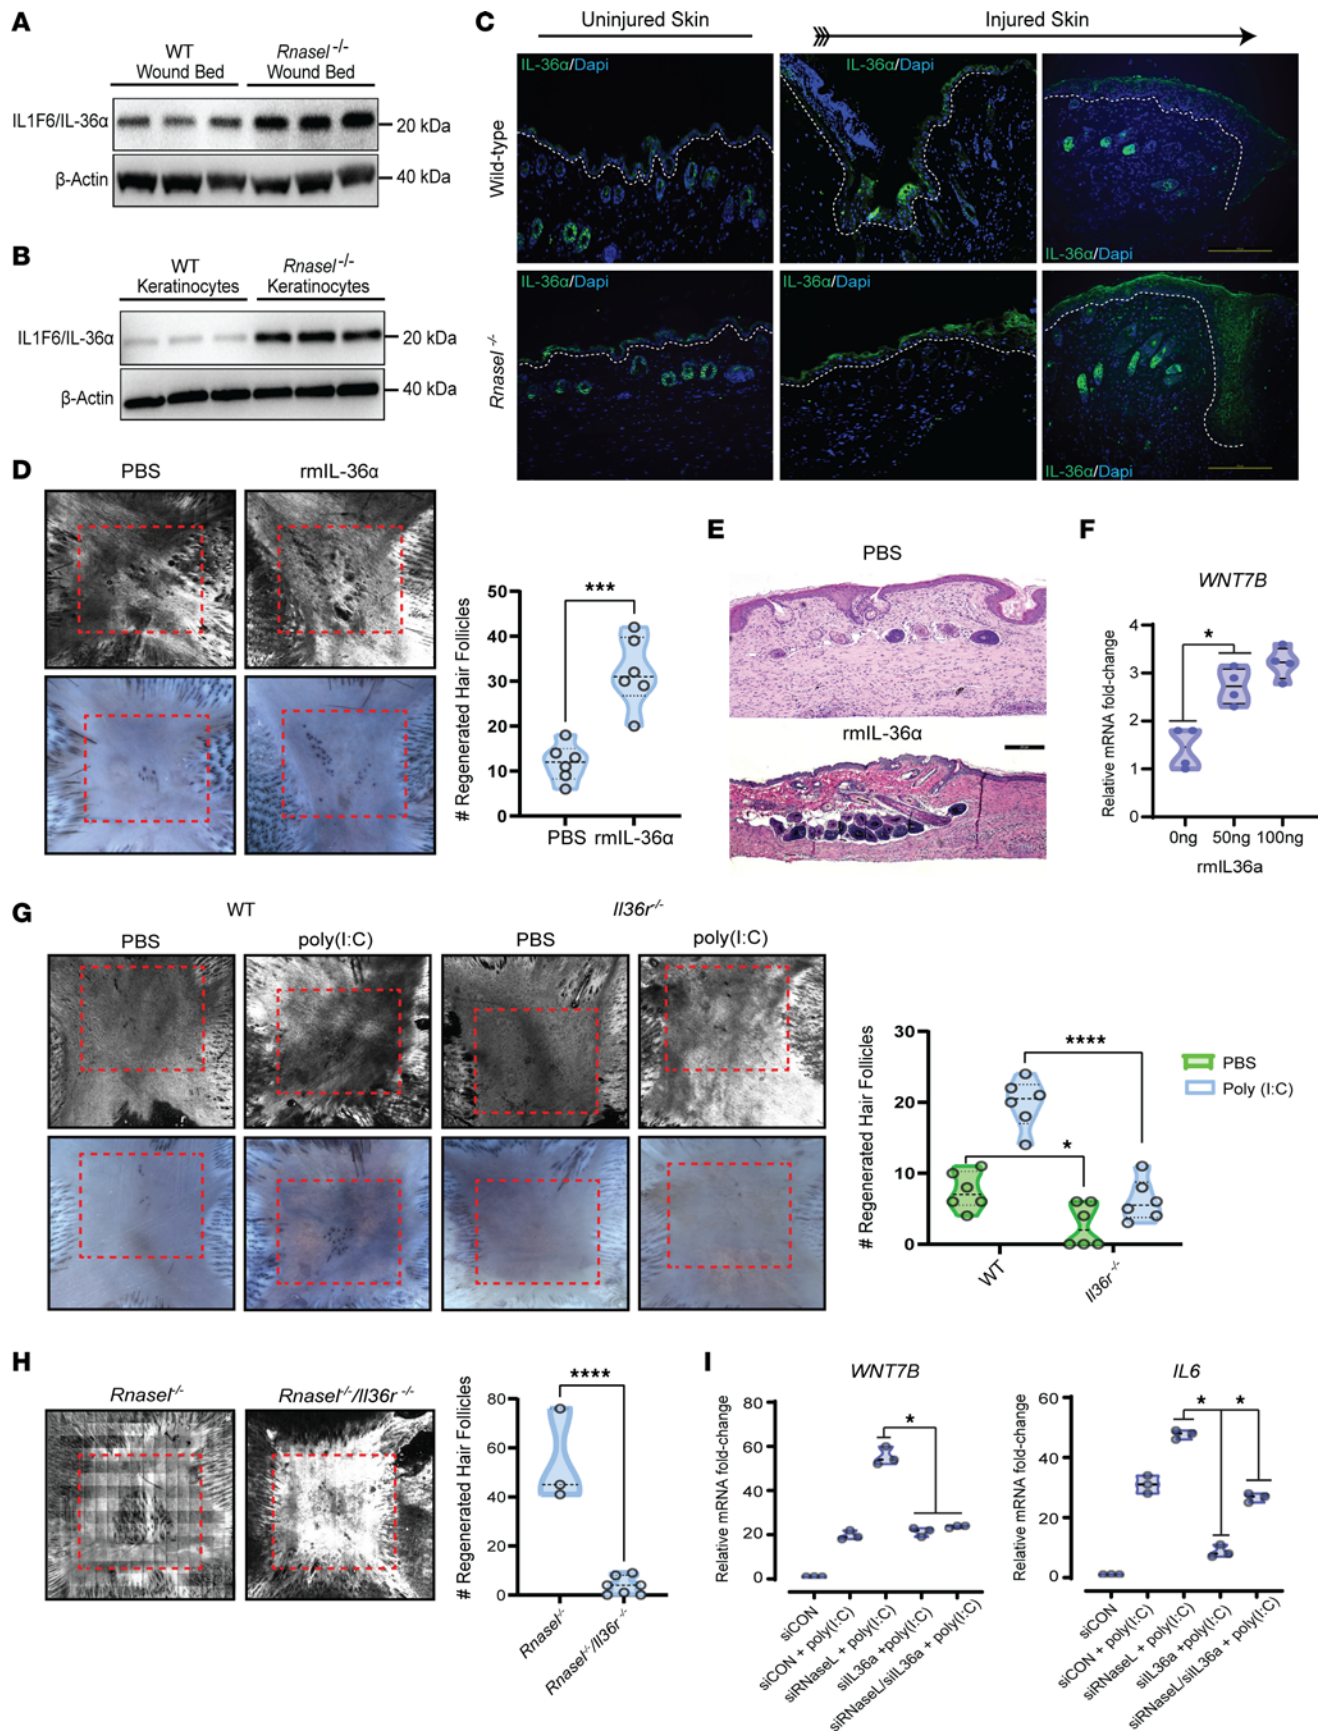 A
WT
Wound Bed
Rnasel-/-
Wound Bed
IL1F6/IL-36α
20 kDa
β-Actin
40 kDa
B
WT
Keratinocytes
Rnasel-/-
Keratinocytes
IL1F6/IL-36α
20 kDa
β-Actin
40 kDa
C
Uninjured Skin
Injured Skin
Wild-type
IL-36α/Dapi
IL-36α/Dapi
IL-36α/Dapi
Rnasel-/-
IL-36α/Dapi
IL-36α/Dapi
IL-36α/Dapi
D
PBS
rmIL-36α
# Regenerated Hair Follicles
50
40
30
20
10
0
***
PBS
rmIL-36α
E
PBS
rmIL-36α
F
WNT7B
Relative mRNA fold-change
4
3
2
1
0
*
0ng
50ng
100ng
rmIL36a
G
WT
Il36r-/-
PBS
poly(I:C)
PBS
poly(I:C)
# Regenerated Hair Follicles
30
20
10
0
****
*
WT
Il36r-/-
PBS
Poly (I:C)
H
Rnasel-/-
Rnasel-/-/Il36r-/-
# Regenerated Hair Follicles
80
60
40
20
0
****
Rnasel-/-
Rnasel-/-/Il36r-/-
I
WNT7B
Relative mRNA fold-change
80
60
40
20
0
*
siCON
siCON + poly(I:C)
siRNaseL + poly(I:C)
siIL36a +poly(I:C)
siRNaseL/siIL36a + poly(I:C)
IL6
Relative mRNA fold-change
60
40
20
0
*
*
siCON
siCON + poly(I:C)
siRNaseL + poly(I:C)
siIL36a +poly(I:C)
siRNaseL/siIL36a + poly(I:C)